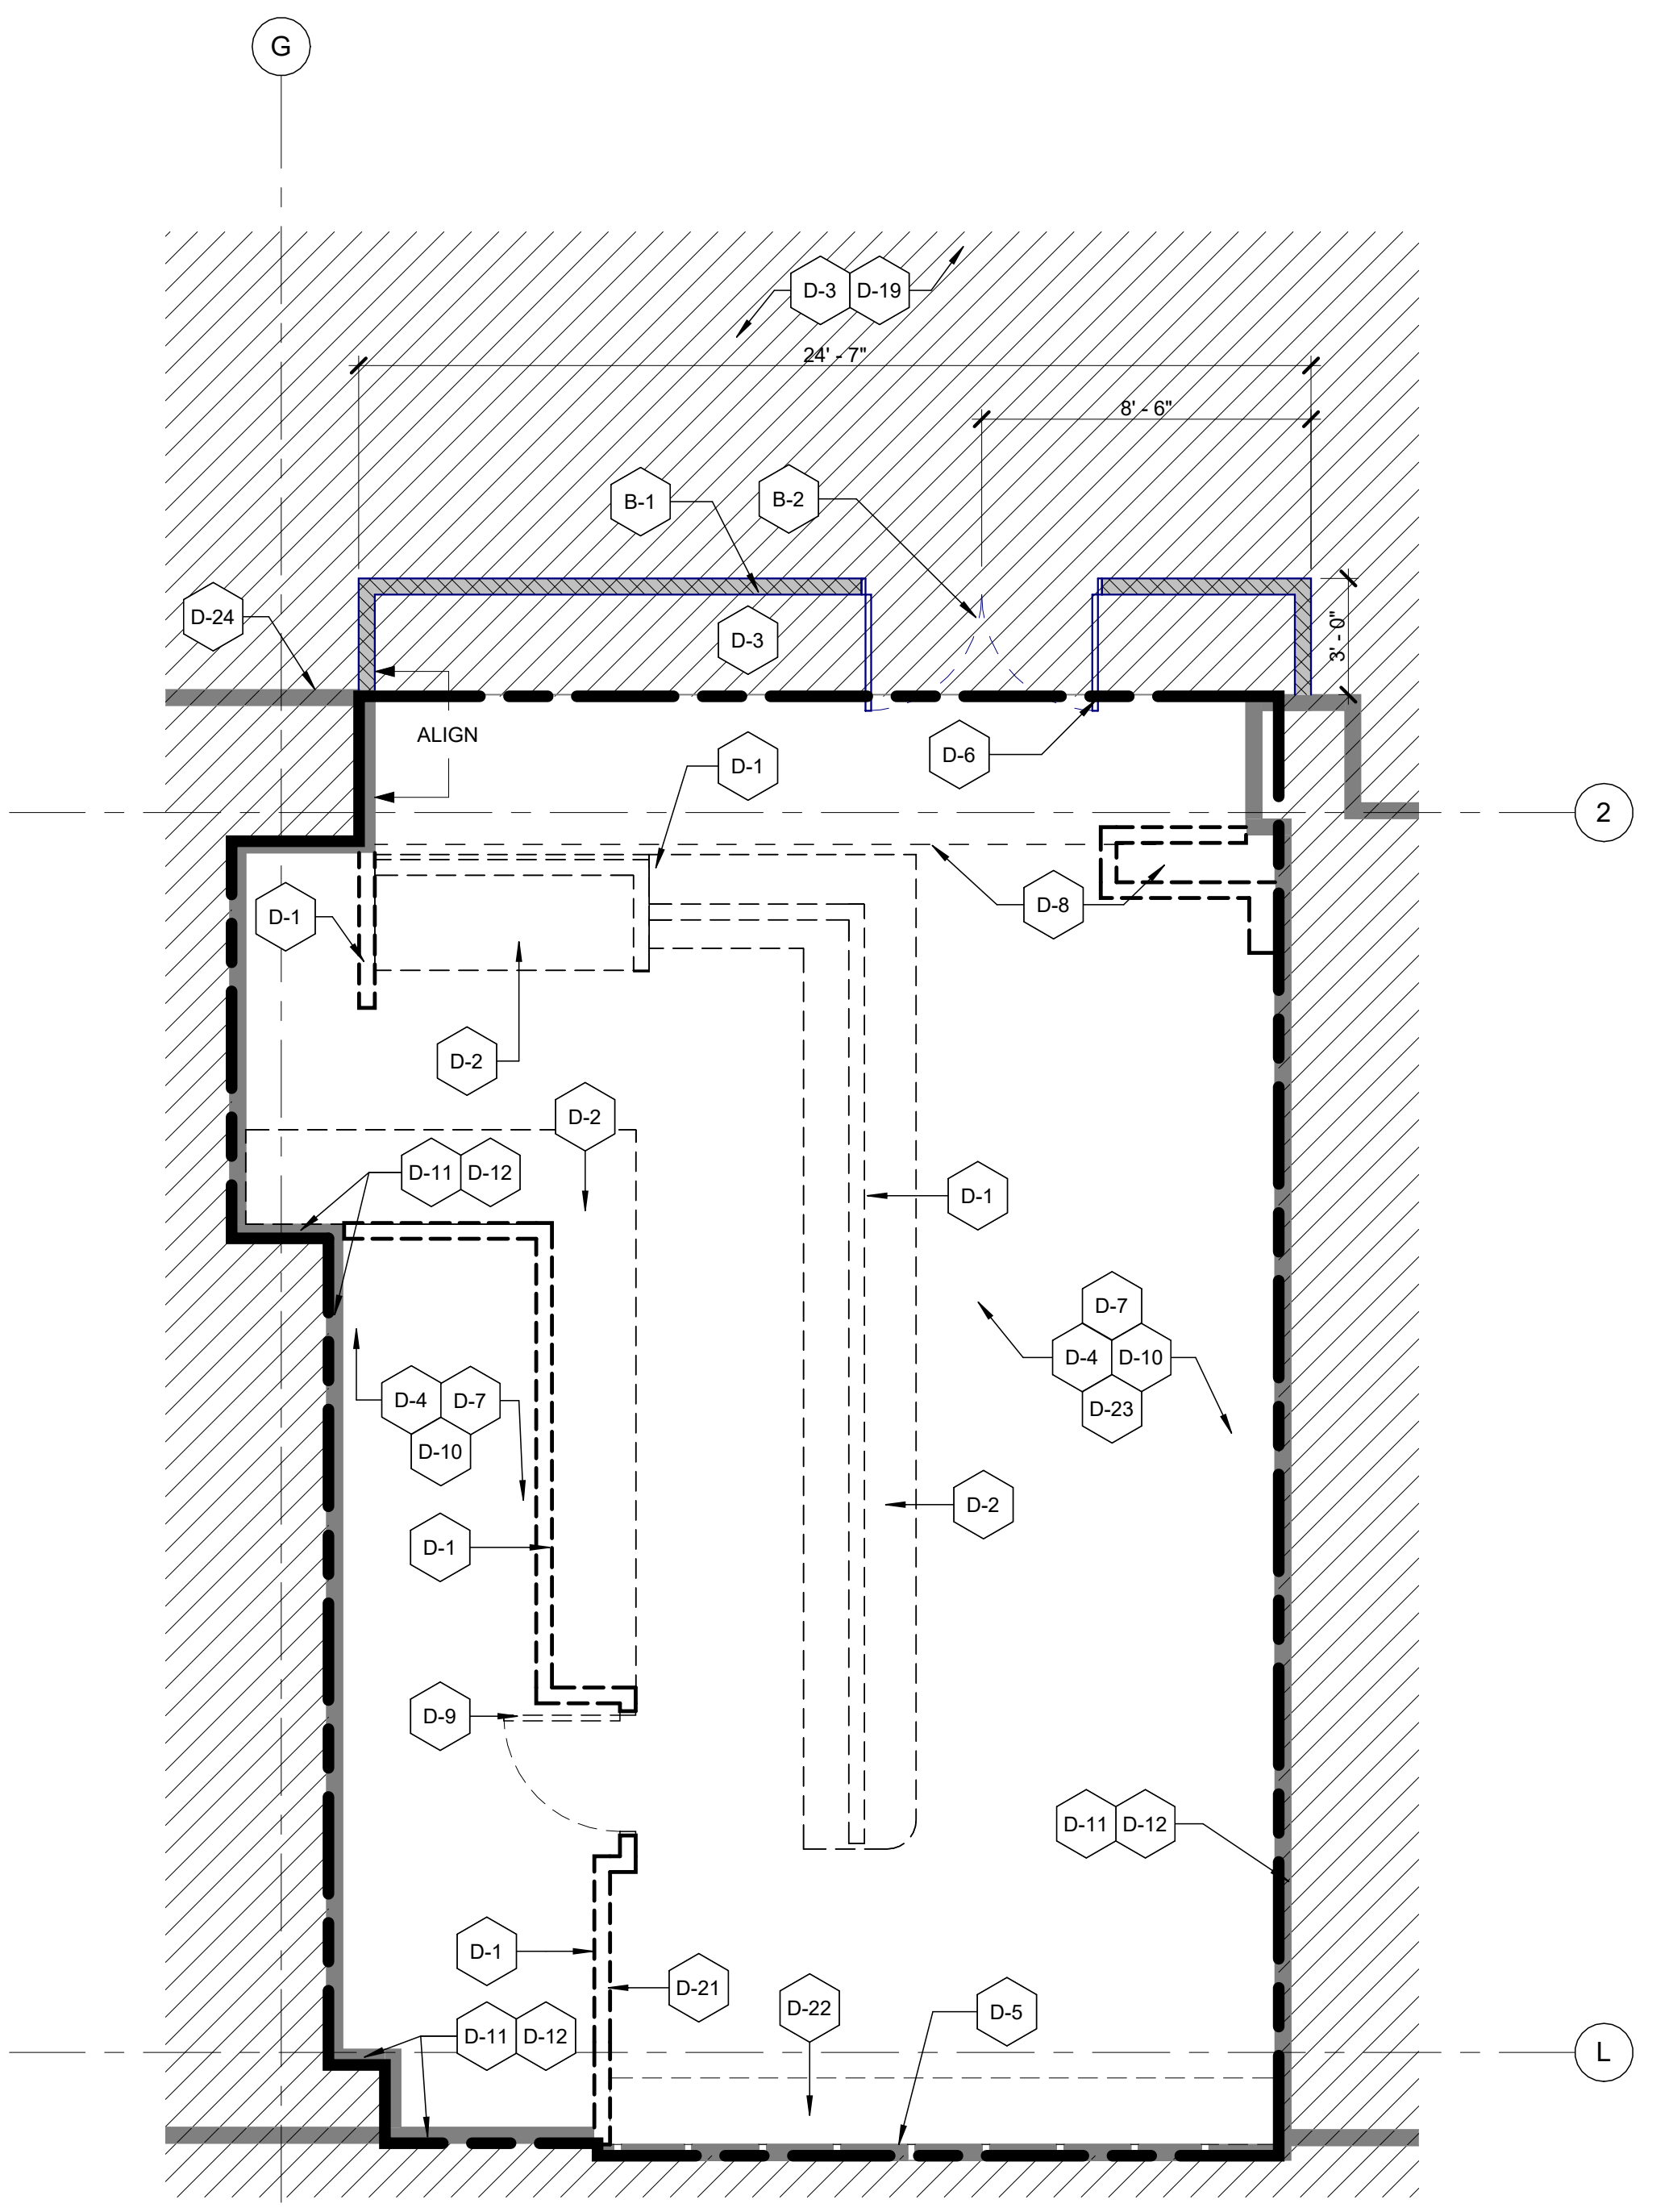 G
D-3 D-19
24' - 7"
8' - 6"
B-1
B-2
D-24
D-3
3' - 0"
ALIGN
D-6
D-1
2
D-8
D-1
D-2
D-2
D-11 D-12
D-1
D-7
D-4 D-10
D-23
D-4 D-7
D-10
D-2
D-1
D-9
D-11 D-12
D-1
D-21
D-22
D-5
D-11 D-12
L